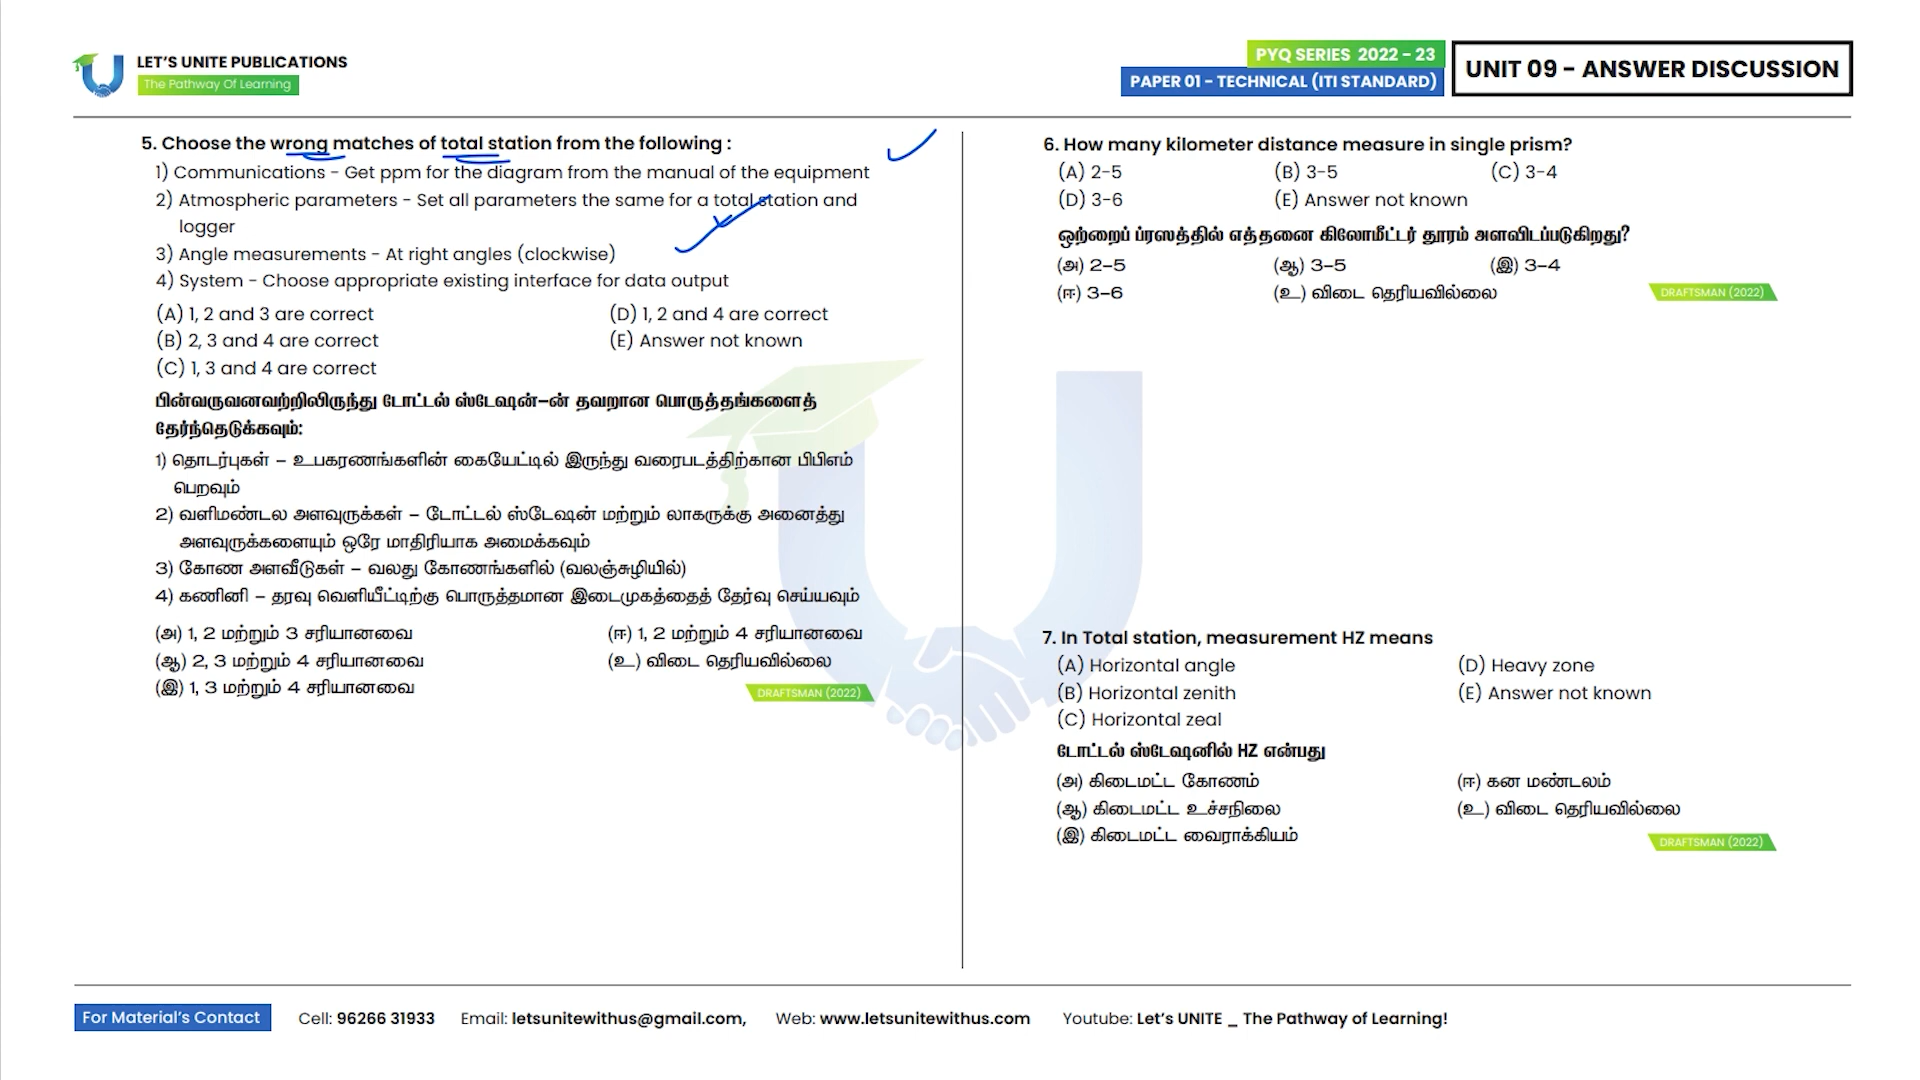 LET'S UNITE PUBLICATIONS
The Pathway Of Learning
PYQ SERIES 2022 - 23
PAPER 01 - TECHNICAL (ITI STANDARD)
UNIT 09 - ANSWER DISCUSSION
5. Choose the wrong matches of total station from the following :
1) Communications - Get ppm for the diagram from the manual of the equipment
2) Atmospheric parameters - Set all parameters the same for a total station and
logger
3) Angle measurements - At right angles (clockwise)
4) System - Choose appropriate existing interface for data output
(A) 1, 2 and 3 are correct
(D) 1, 2 and 4 are correct
(B) 2, 3 and 4 are correct
(E) Answer not known
(C) 1, 3 and 4 are correct
பின்வருவனவற்றிலிருந்து டோட்டல் ஸ்டேஷன்-ன் தவறான பொருத்தங்களைத்
தேர்ந்தெடுக்கவும்:
1) தொடர்புகள் - உபகரணங்களின் கையேட்டில் இருந்து வரைபடத்திற்கான பிபிஎம்
பெறவும்
2) வளிமண்டல அளவுருக்கள் - டோட்டல் ஸ்டேஷன் மற்றும் லாகருக்கு அனைத்து
அளவுருக்களையும் ஒரே மாதிரியாக அமைக்கவும்
3) கோண அளவீடுகள் - வலது கோணங்களில் (வலஞ்சுழியில்)
4) கணினி - தரவு வெளியீட்டிற்கு பொருத்தமான இடைமுகத்தைத் தேர்வு செய்யவும்
(அ) 1, 2 மற்றும் 3 சரியானவை
(ஈ) 1, 2 மற்றும் 4 சரியானவை
(ஆ) 2, 3 மற்றும் 4 சரியானவை
(உ) விடை தெரியவில்லை
(இ) 1, 3 மற்றும் 4 சரியானவை
DRAFTSMAN (2022)
6. How many kilometer distance measure in single prism?
(A) 2-5
(B) 3-5
(C) 3-4
(D) 3-6
(E) Answer not known
ஒற்றைப் ப்ரஸத்தில் எத்தனை கிலோமீட்டர் தூரம் அளவிடப்படுகிறது?
(அ) 2-5
(ஆ) 3-5
(இ) 3-4
(ஈ) 3-6
(உ) விடை தெரியவில்லை
DRAFTSMAN (2022)
7. In Total station, measurement HZ means
(A) Horizontal angle
(D) Heavy zone
(B) Horizontal zenith
(E) Answer not known
(C) Horizontal zeal
டோட்டல் ஸ்டேஷனில் HZ என்பது
(அ) கிடைமட்ட கோணம்
(ஈ) கன மண்டலம்
(ஆ) கிடைமட்ட உச்சநிலை
(உ) விடை தெரியவில்லை
(இ) கிடைமட்ட வைராக்கியம்
DRAFTSMAN (2022)
For Material's Contact
Cell: 96266 31933
Email: letsunitewithus@gmail.com,
Web: www.letsunitewithus.com
Youtube: Let's UNITE _ The Pathway of Learning!